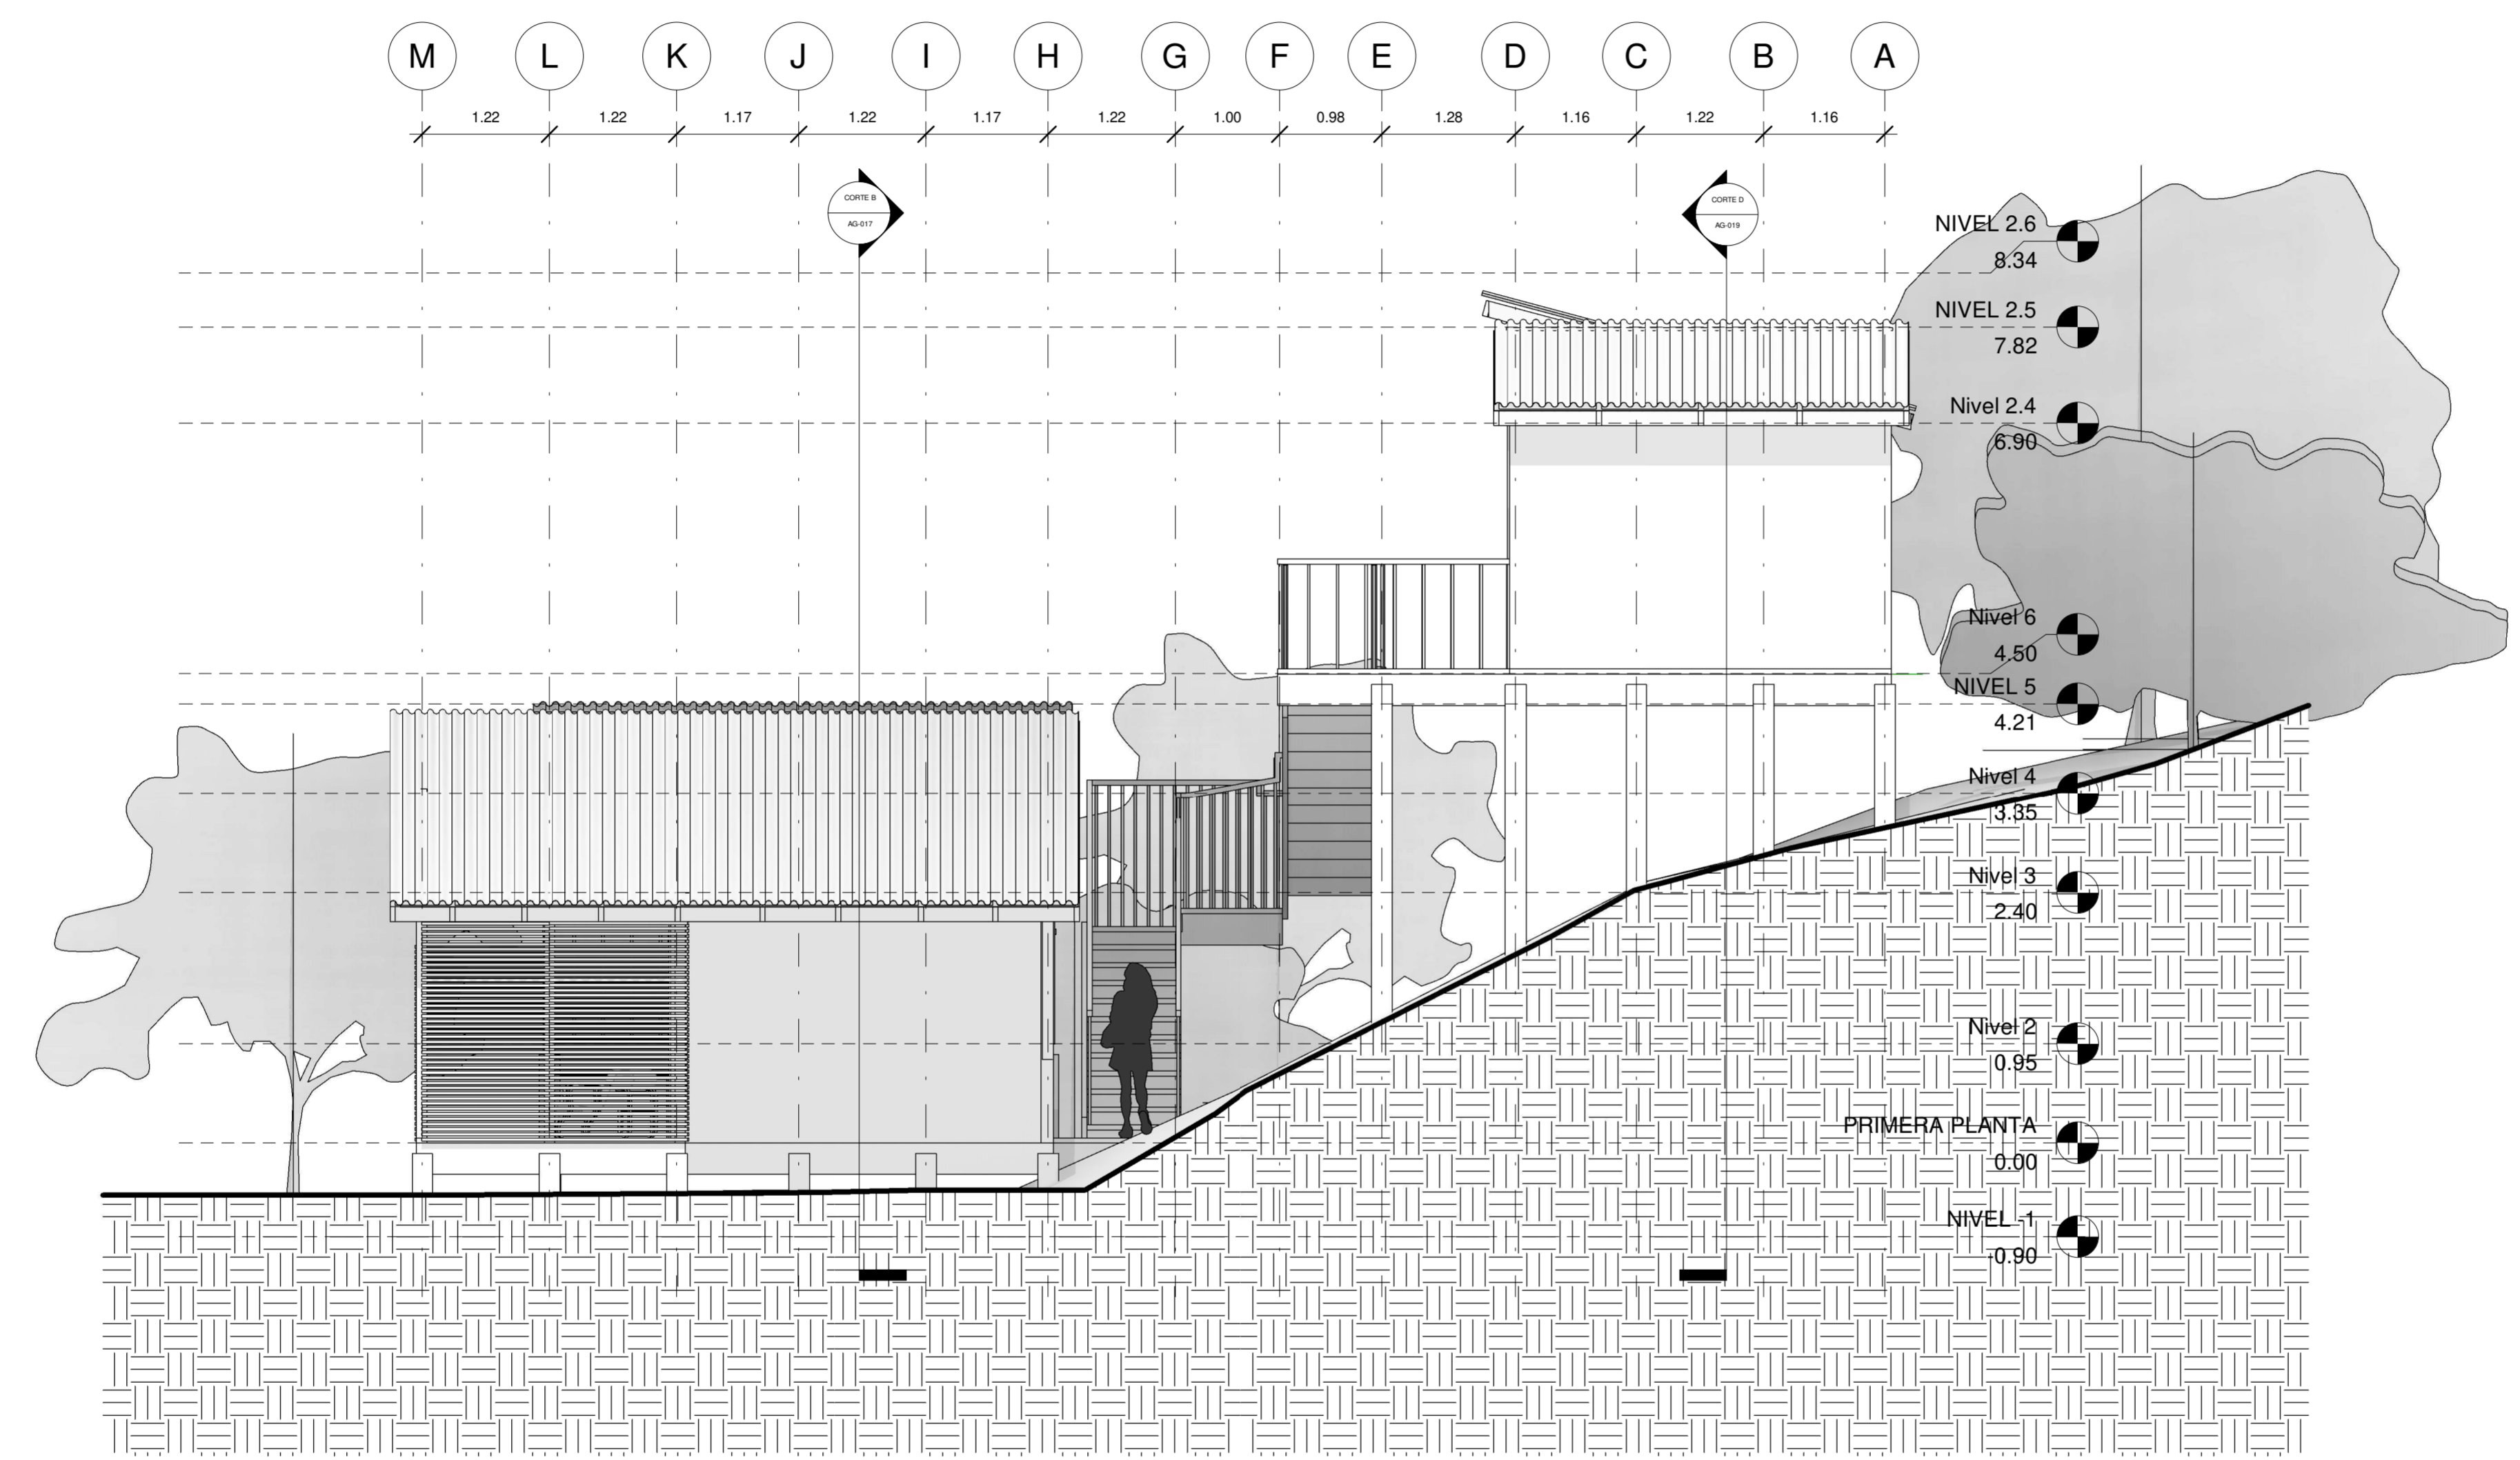 M L K J I H G F E D C B A
1.22 1.22 1.17 1.22 1.17 1.22 1.00 0.98 1.28 1.16 1.22 1.16
CORTE B
AG-017
CORTE D
AG-019
NIVEL 2.6
8.34
NIVEL 2.5
7.82
Nivel 2.4
6.90
Nivel 6
4.50
NIVEL 5
4.21
Nivel 4
3.35
Nivel 3
2.40
Nivel 2
0.95
PRIMERA PLANTA
0.00
NIVEL -1
-0.90